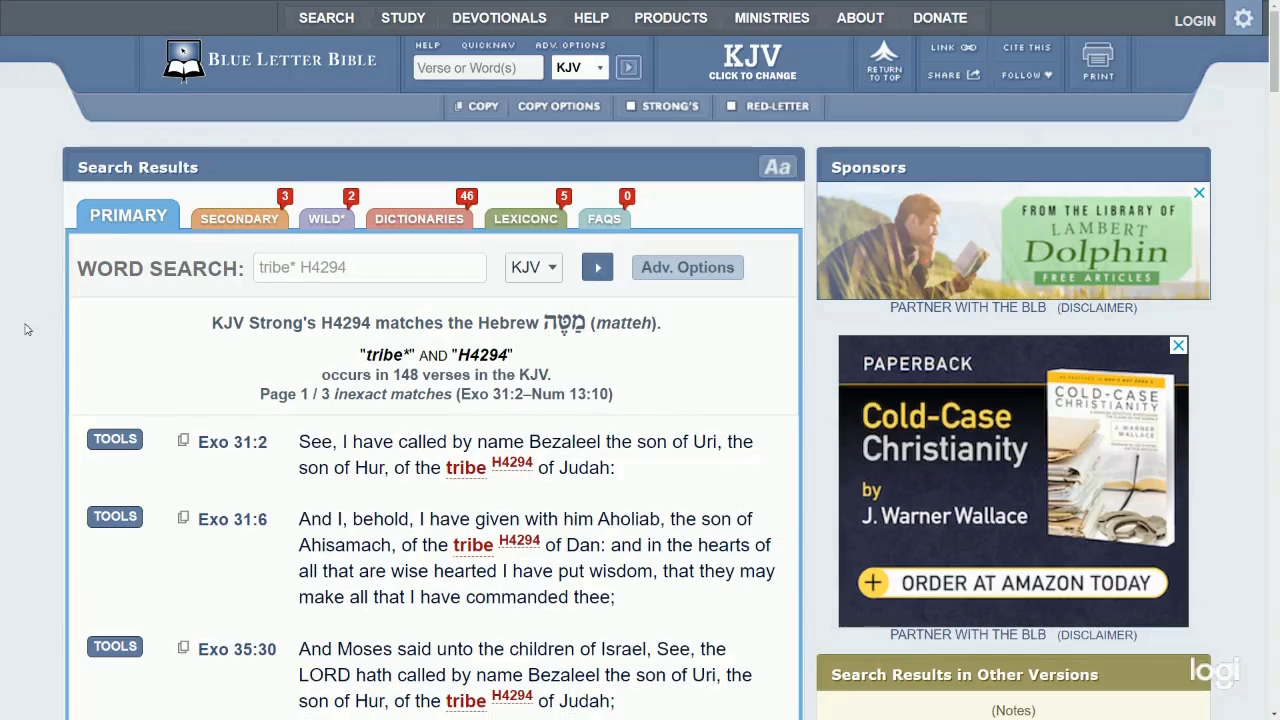 SEARCH STUDY DEVOTIONALS HELP PRODUCTS MINISTRIES ABOUT DONATE
LOGIN
BLUE LETTER BIBLE
HELP QUICKNAV ADV. OPTIONS
Verse or Word(s) KJV
KJV
CLICK TO CHANGE
RETURN
TO TOP
LINK CITE THIS
SHARE FOLLOW
PRINT
COPY COPY OPTIONS STRONG'S RED-LETTER
Search Results Aa
PRIMARY
SECONDARY 3
WILD* 2
DICTIONARIES 46
LEXICONC 5
FAQS 0
WORD SEARCH: tribe* H4294 KJV Adv. Options
KJV Strong's H4294 matches the Hebrew מַטֶּה (matteh).
"tribe*" AND "H4294"
occurs in 148 verses in the KJV.
Page 1 / 3 inexact matches (Exo 31:2–Num 13:10)
TOOLS Exo 31:2 See, I have called by name Bezaleel the son of Uri, the
son of Hur, of the tribe H4294 of Judah:
TOOLS Exo 31:6 And I, behold, I have given with him Aholiab, the son of
Ahisamach, of the tribe H4294 of Dan: and in the hearts of
all that are wise hearted I have put wisdom, that they may
make all that I have commanded thee;
TOOLS Exo 35:30 And Moses said unto the children of Israel, See, the
LORD hath called by name Bezaleel the son of Uri, the
son of Hur, of the tribe H4294 of Judah;
Sponsors
FROM THE LIBRARY OF
LAMBERT
Dolphin
FREE ARTICLES
PARTNER WITH THE BLB (DISCLAIMER)
PAPERBACK
Cold-Case
Christianity
by
J. Warner Wallace
COLD-CASE
CHRISTIANITY
J. WARNER
WALLACE
+ ORDER AT AMAZON TODAY
PARTNER WITH THE BLB (DISCLAIMER)
Search Results in Other Versions
(Notes)
logi